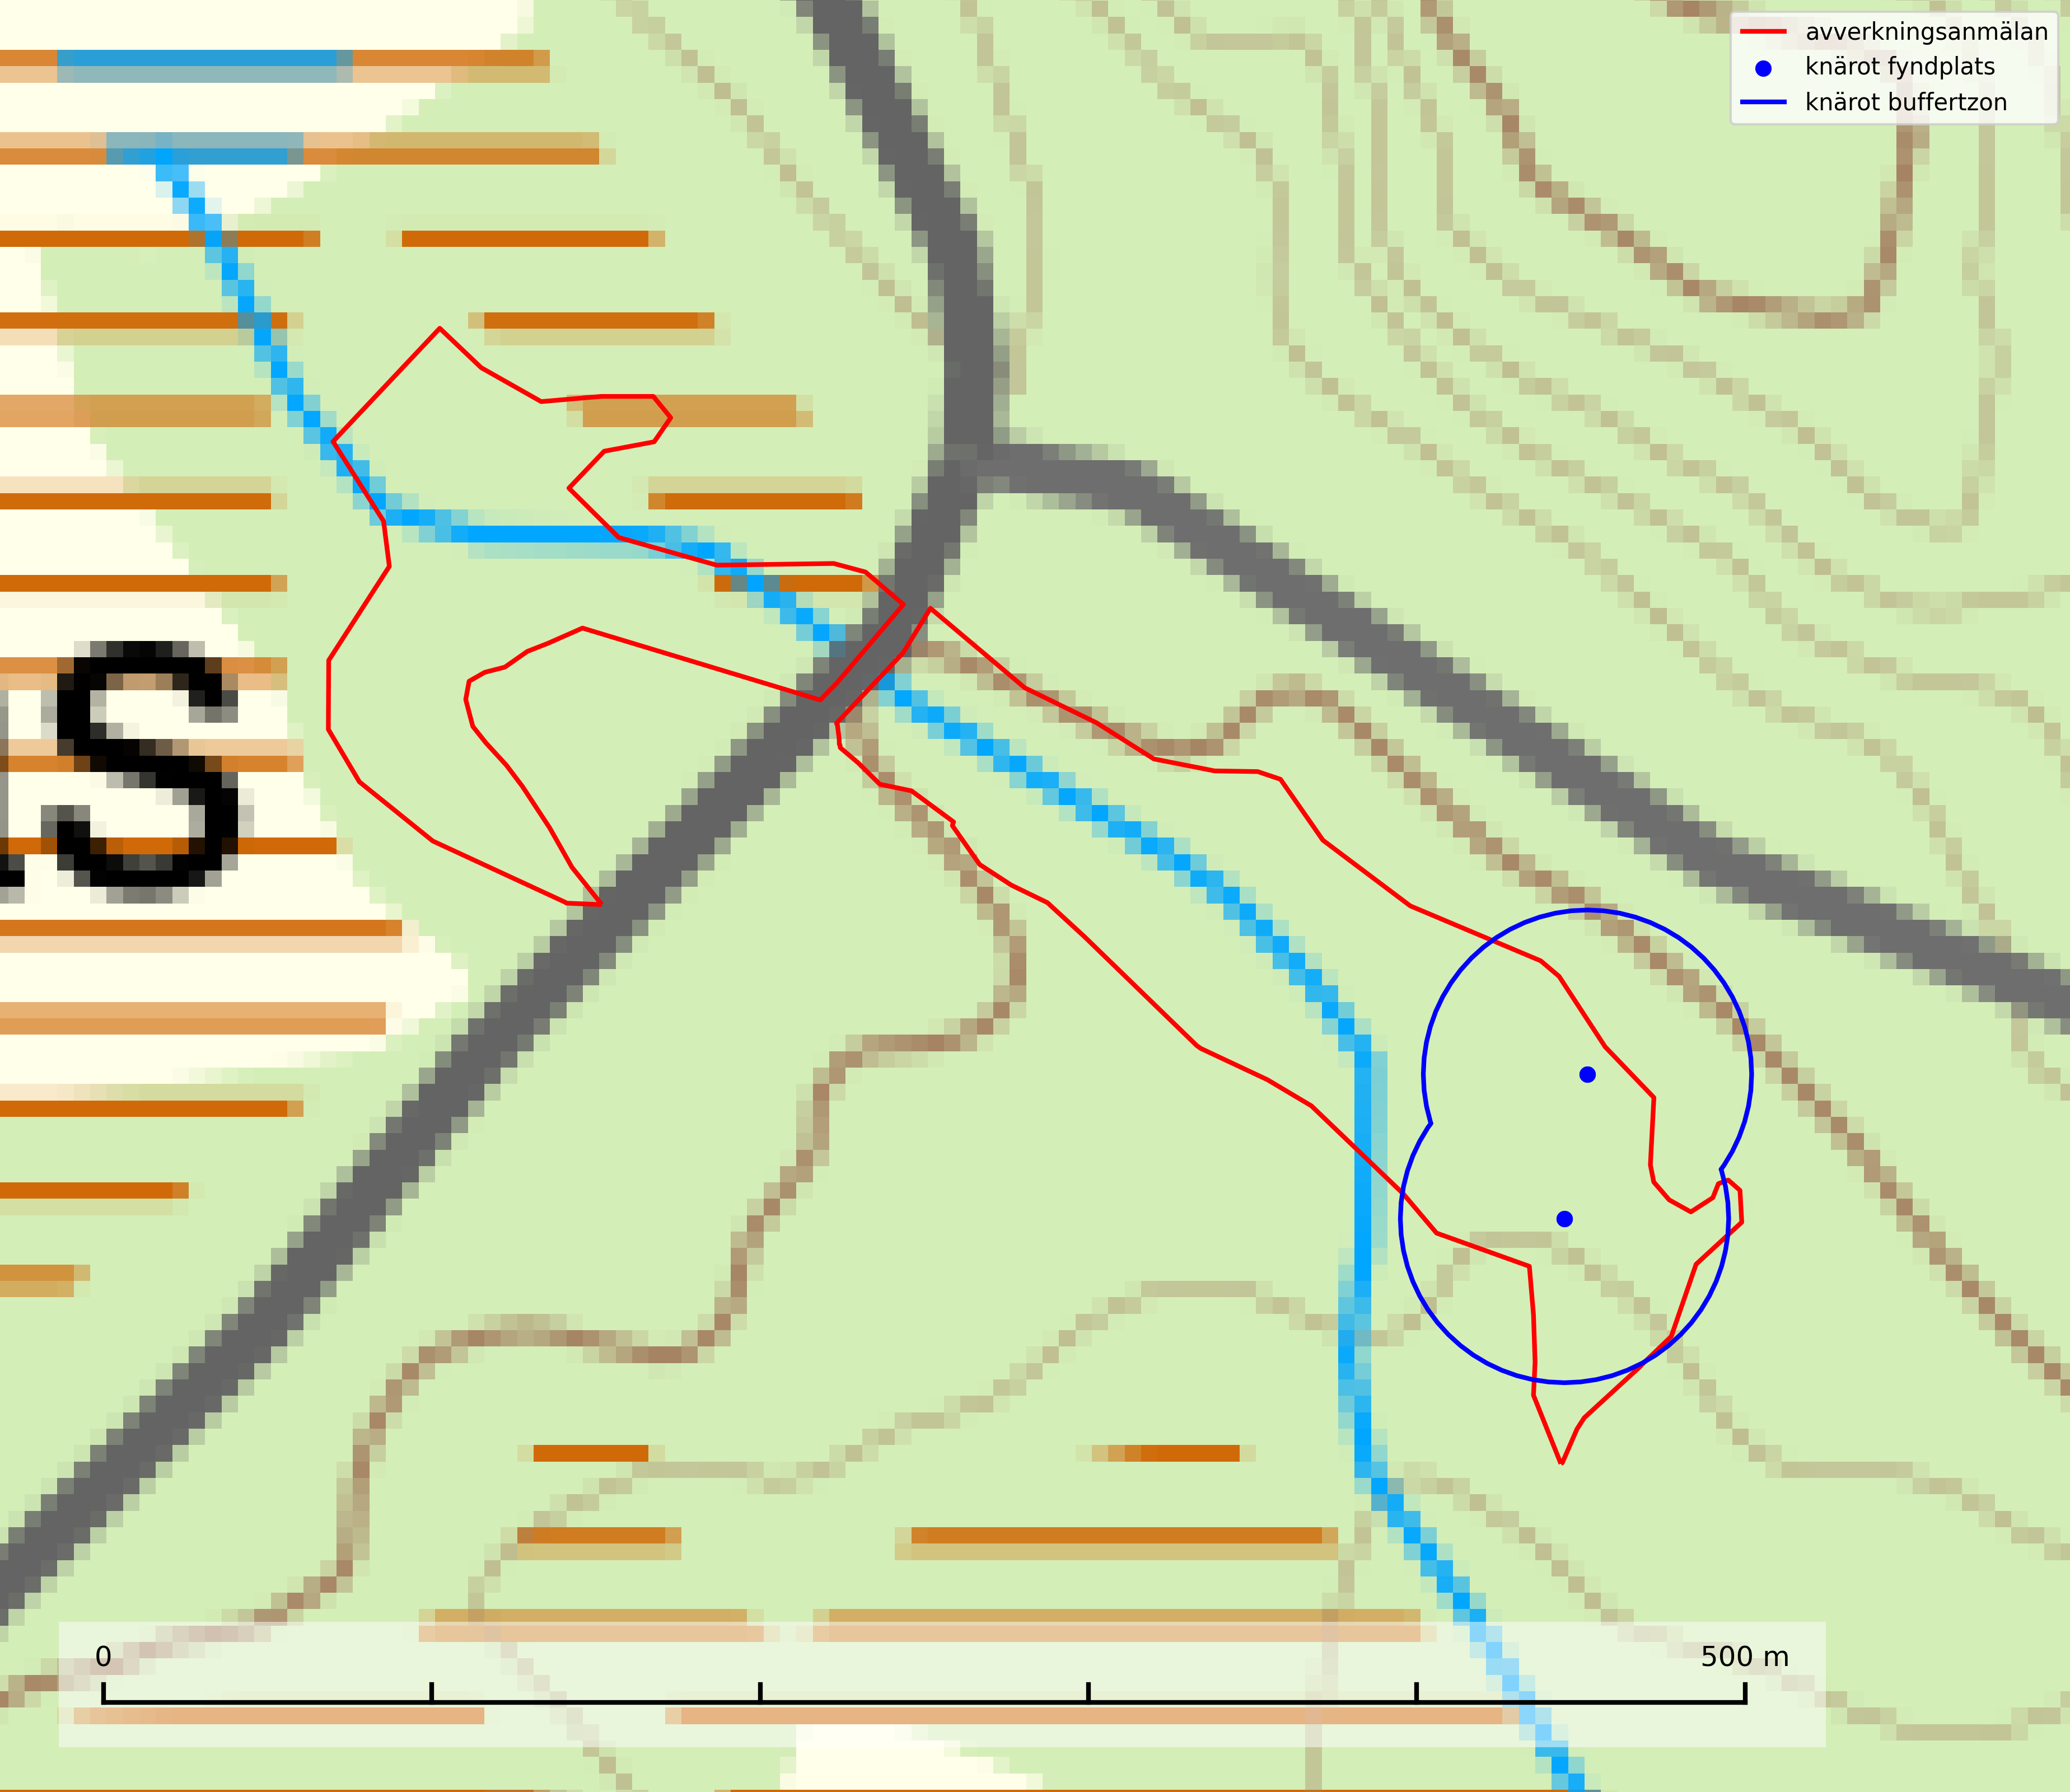 avverkningsanmälan
knärot fyndplats
knärot buffertzon
S
0 500 m